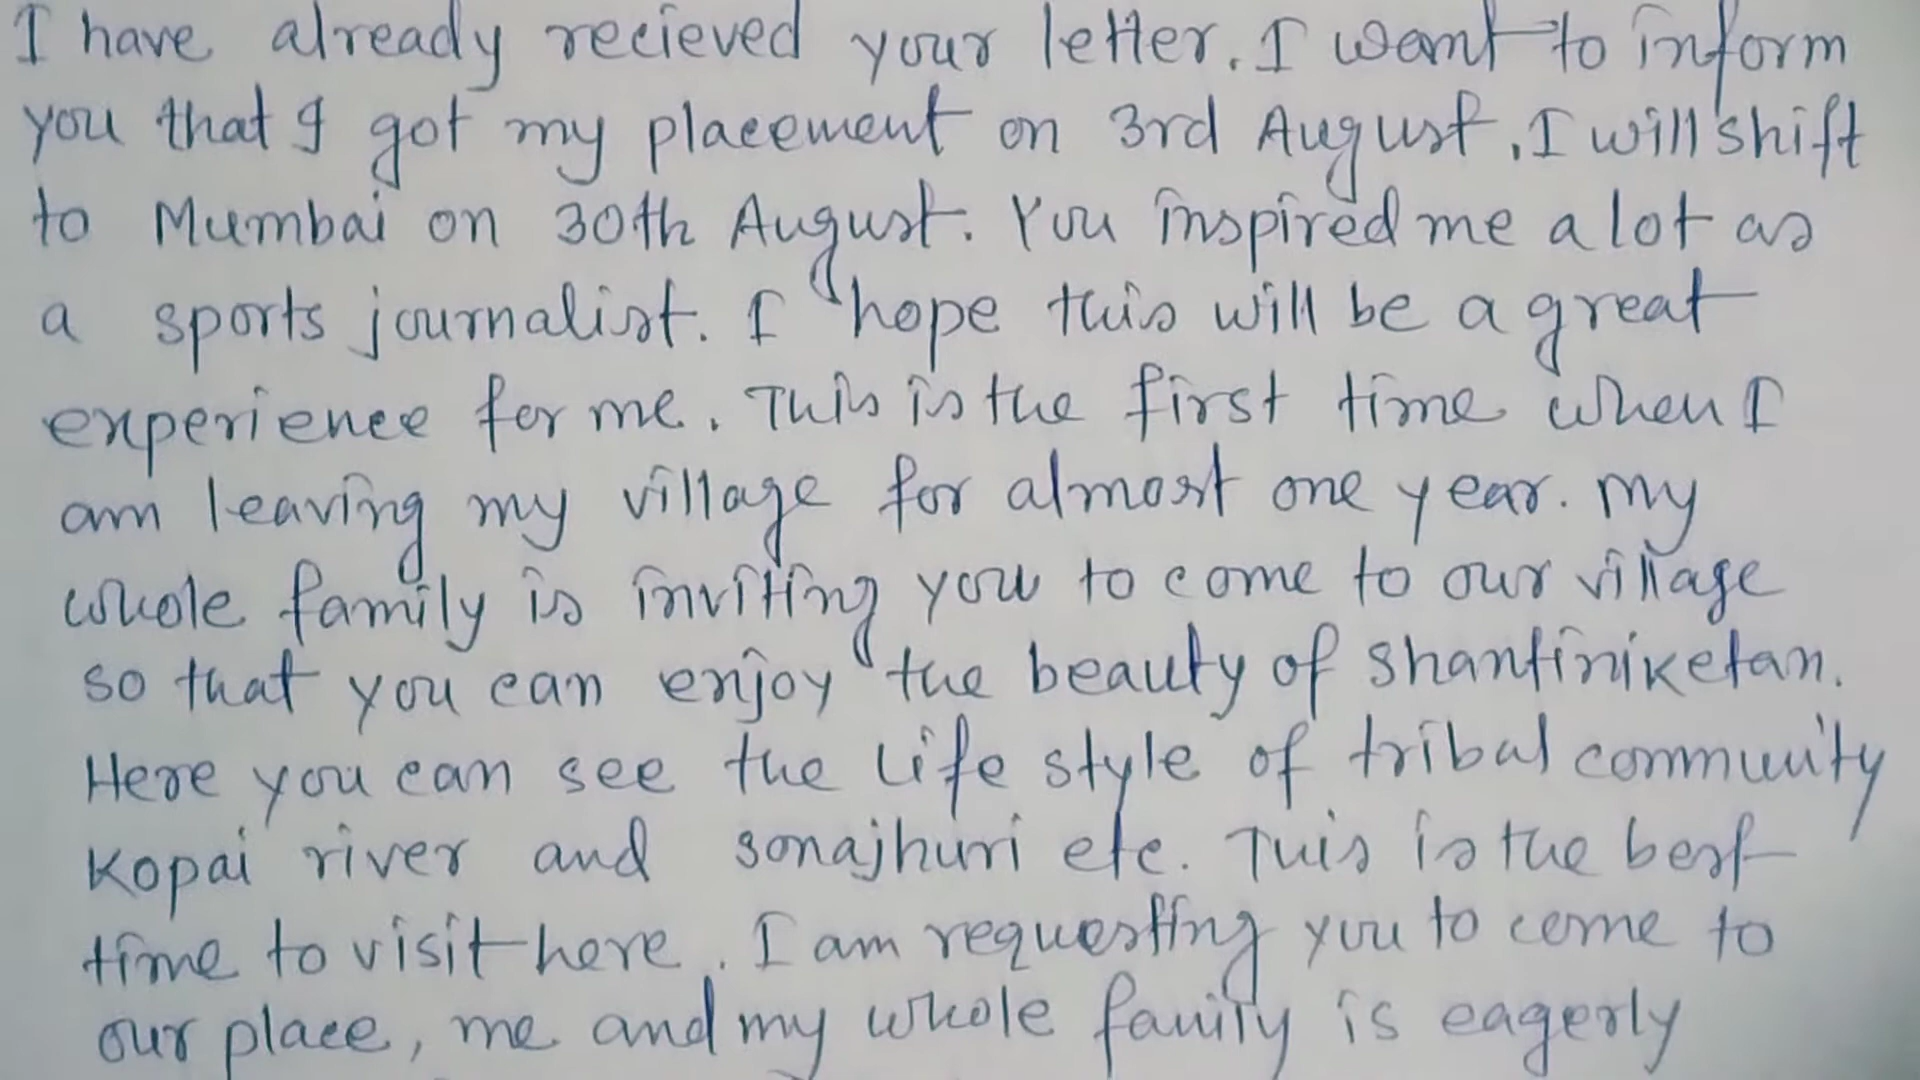 I have already recieved your letter. I want to inform
you that I got my placement on 3rd August. I will shift
to Mumbai on 30th August. You inspired me a lot as
a sports journalist. I hope this will be a great
experience for me. This is the first time when I
am leaving my village for almost one year. My
whole family is inviting you to come to our village
so that you can enjoy the beauty of shantiniketan.
Here you can see the life style of tribal community
Kopai river and sonajhuri etc. This is the best
time to visit here. I am requesting you to come to
our place, me and my whole family is eagerly